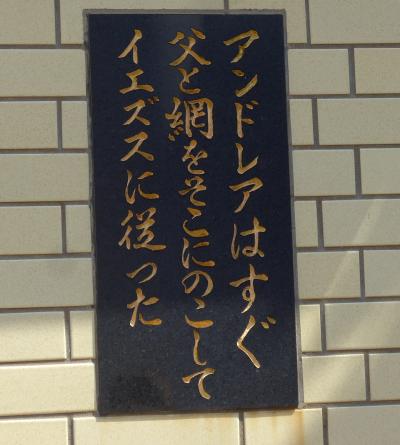 アンドレアはすぐ
父と網をそこにのこして
イエズスに従った